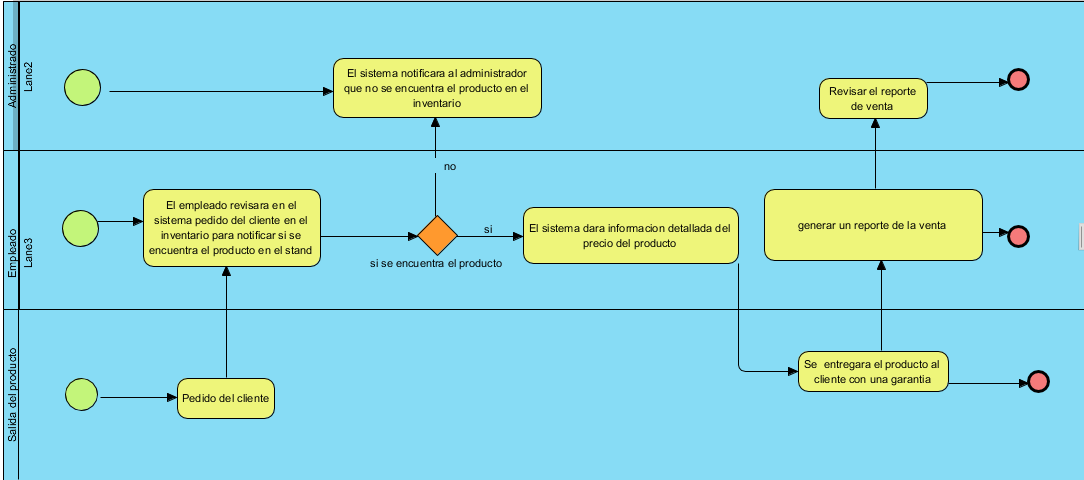 Administrado
Lane2
El sistema notificara al administrador
que no se encuentra el producto en el
inventario
Revisar el reporte
de venta
Empleado
Lane3
no
El empleado revisara en el
sistema pedido del cliente en el
inventario para notificar si se
encuentra el producto en el stand
si se encuentra el producto
si
El sistema dara informacion detallada del
precio del producto
generar un reporte de la venta
Salida del producto
Pedido del cliente
Se entregara el producto al
cliente con una garantia